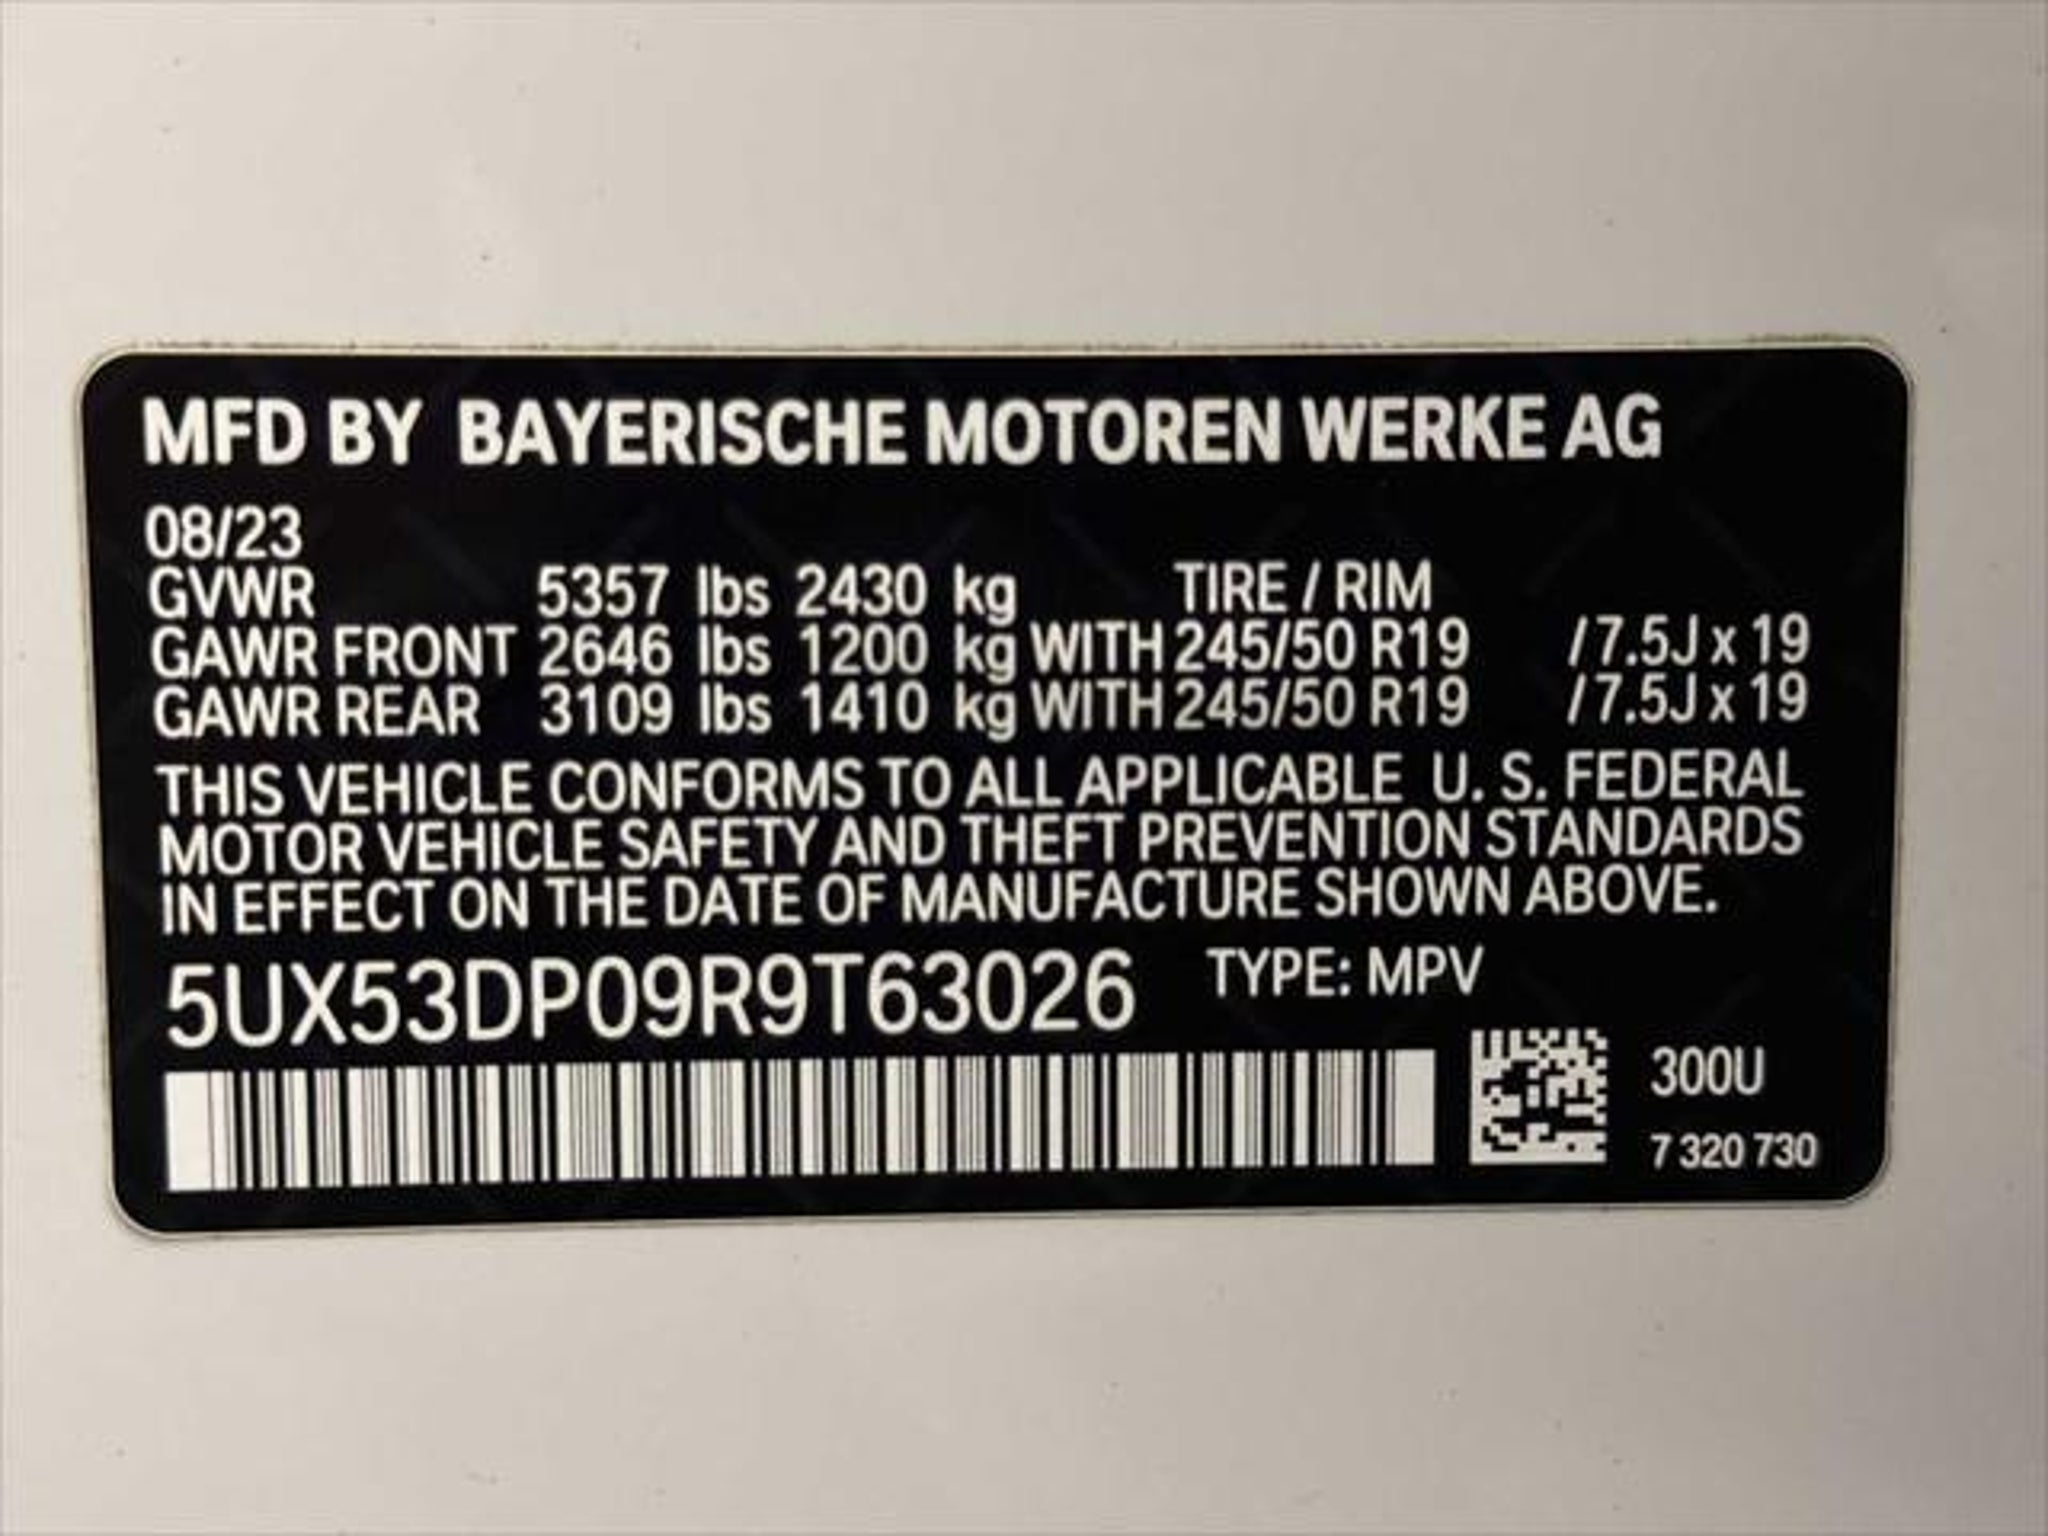 MFD BY BAYERISCHE MOTOREN WERKE AG
08/23
GVWR 5357 lbs 2430 kg TIRE / RIM
GAWR FRONT 2646 lbs 1200 kg WITH 245/50 R19 / 7.5J x 19
GAWR REAR 3109 lbs 1410 kg WITH 245/50 R19 / 7.5J x 19
THIS VEHICLE CONFORMS TO ALL APPLICABLE U. S. FEDERAL
MOTOR VEHICLE SAFETY AND THEFT PREVENTION STANDARDS
IN EFFECT ON THE DATE OF MANUFACTURE SHOWN ABOVE.
5UX53DP09R9T63026 TYPE: MPV
300U
7 320 730